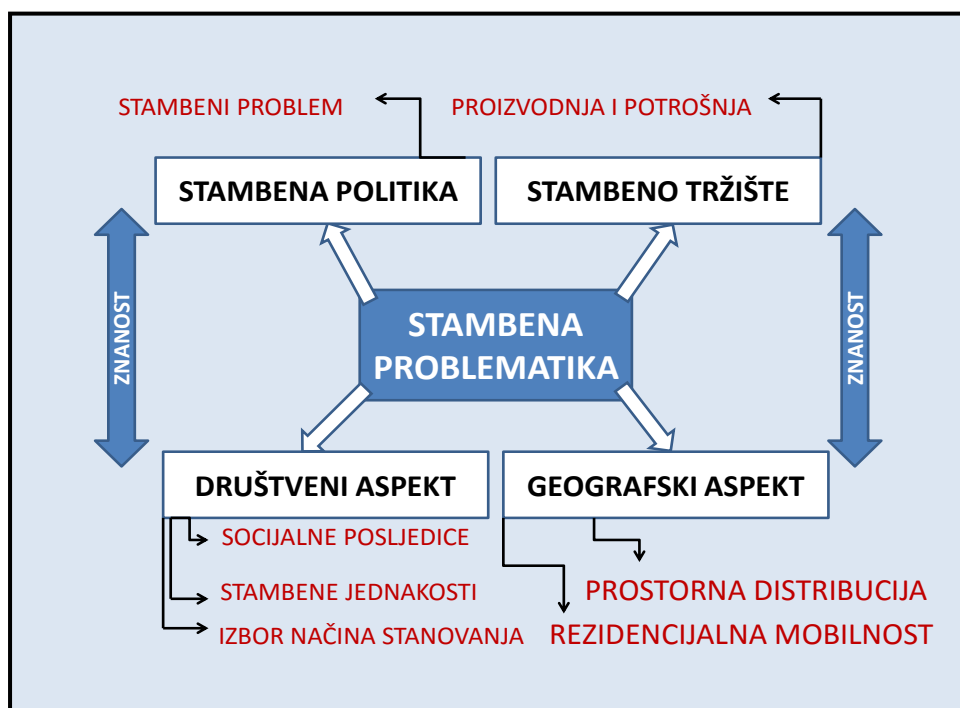 STAMBENI PROBLEM
PROIZVODNJA I POTROŠNJA
STAMBENA POLITIKA
STAMBENO TRŽIŠTE
ZNANOST
STAMBENA
PROBLEMATIKA
ZNANOST
DRUŠTVENI ASPEKT
GEOGRAFSKI ASPEKT
SOCIJALNE POSLJEDICE
STAMBENE JEDNAKOSTI
IZBOR NAČINA STANOVANJA
PROSTORNA DISTRIBUCIJA
REZIDENCIJALNA MOBILNOST